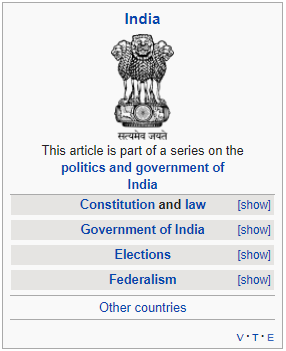 India
सत्यमेव जयते
This article is part of a series on the
politics and government of
India
Constitution and law [show]
Government of India [show]
Elections [show]
Federalism [show]
Other countries
V · T · E